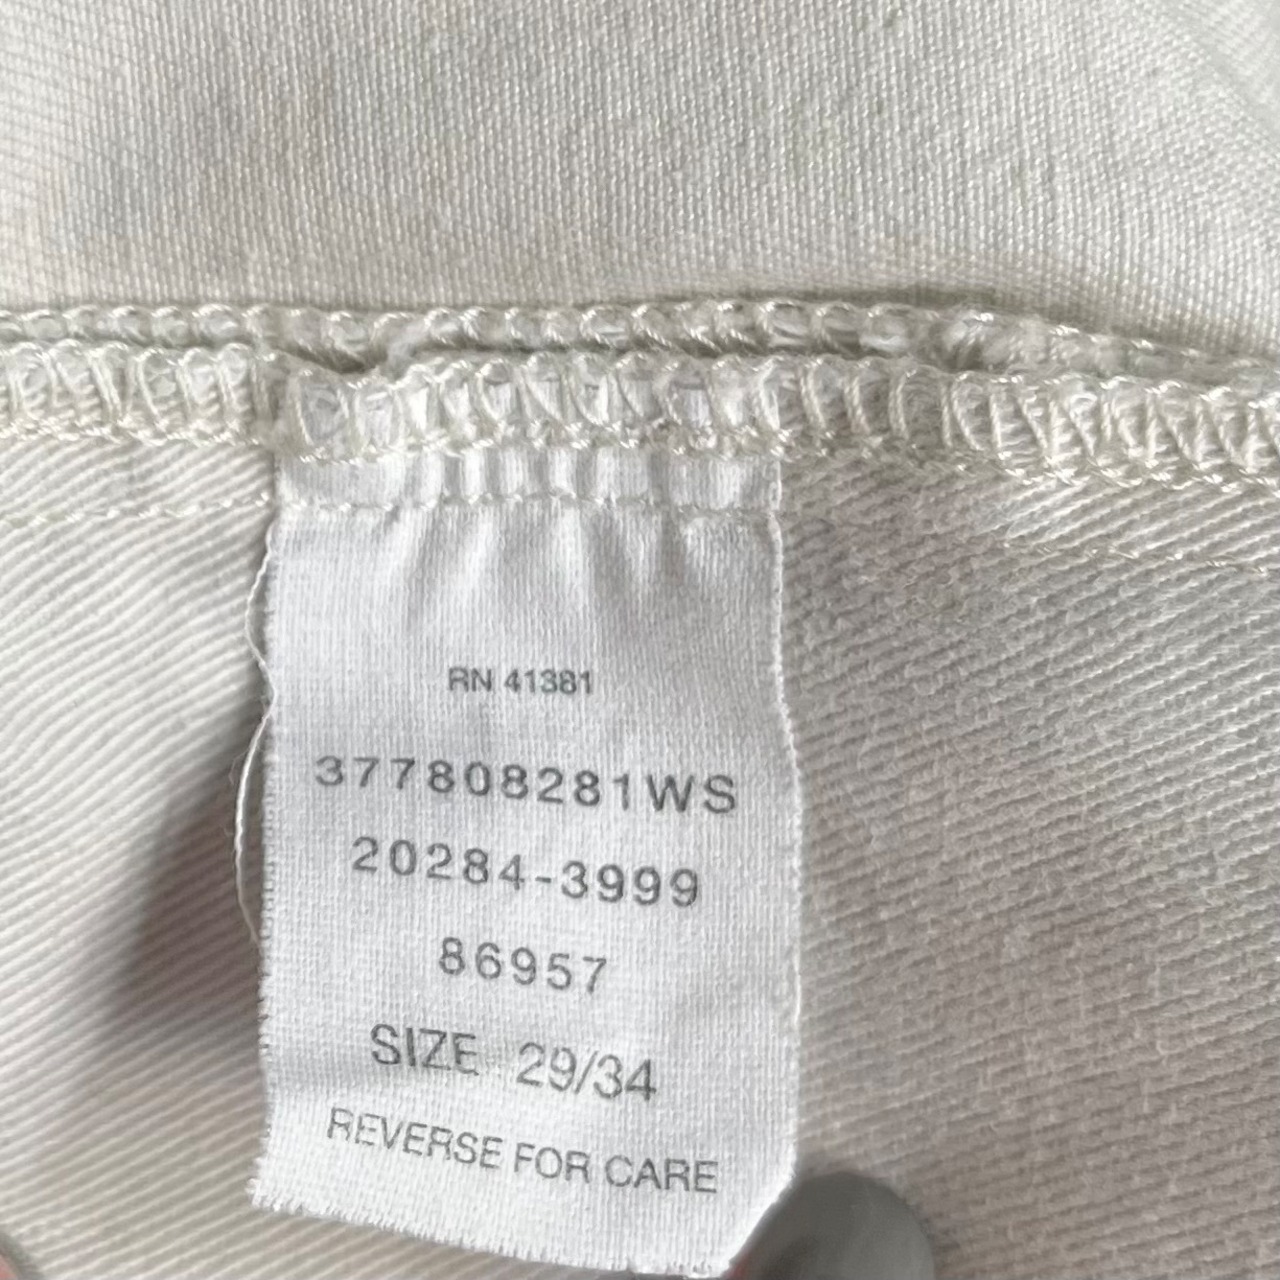 RN 41381
377808281WS
20284-3999
86957
SIZE 29/34
REVERSE FOR CARE